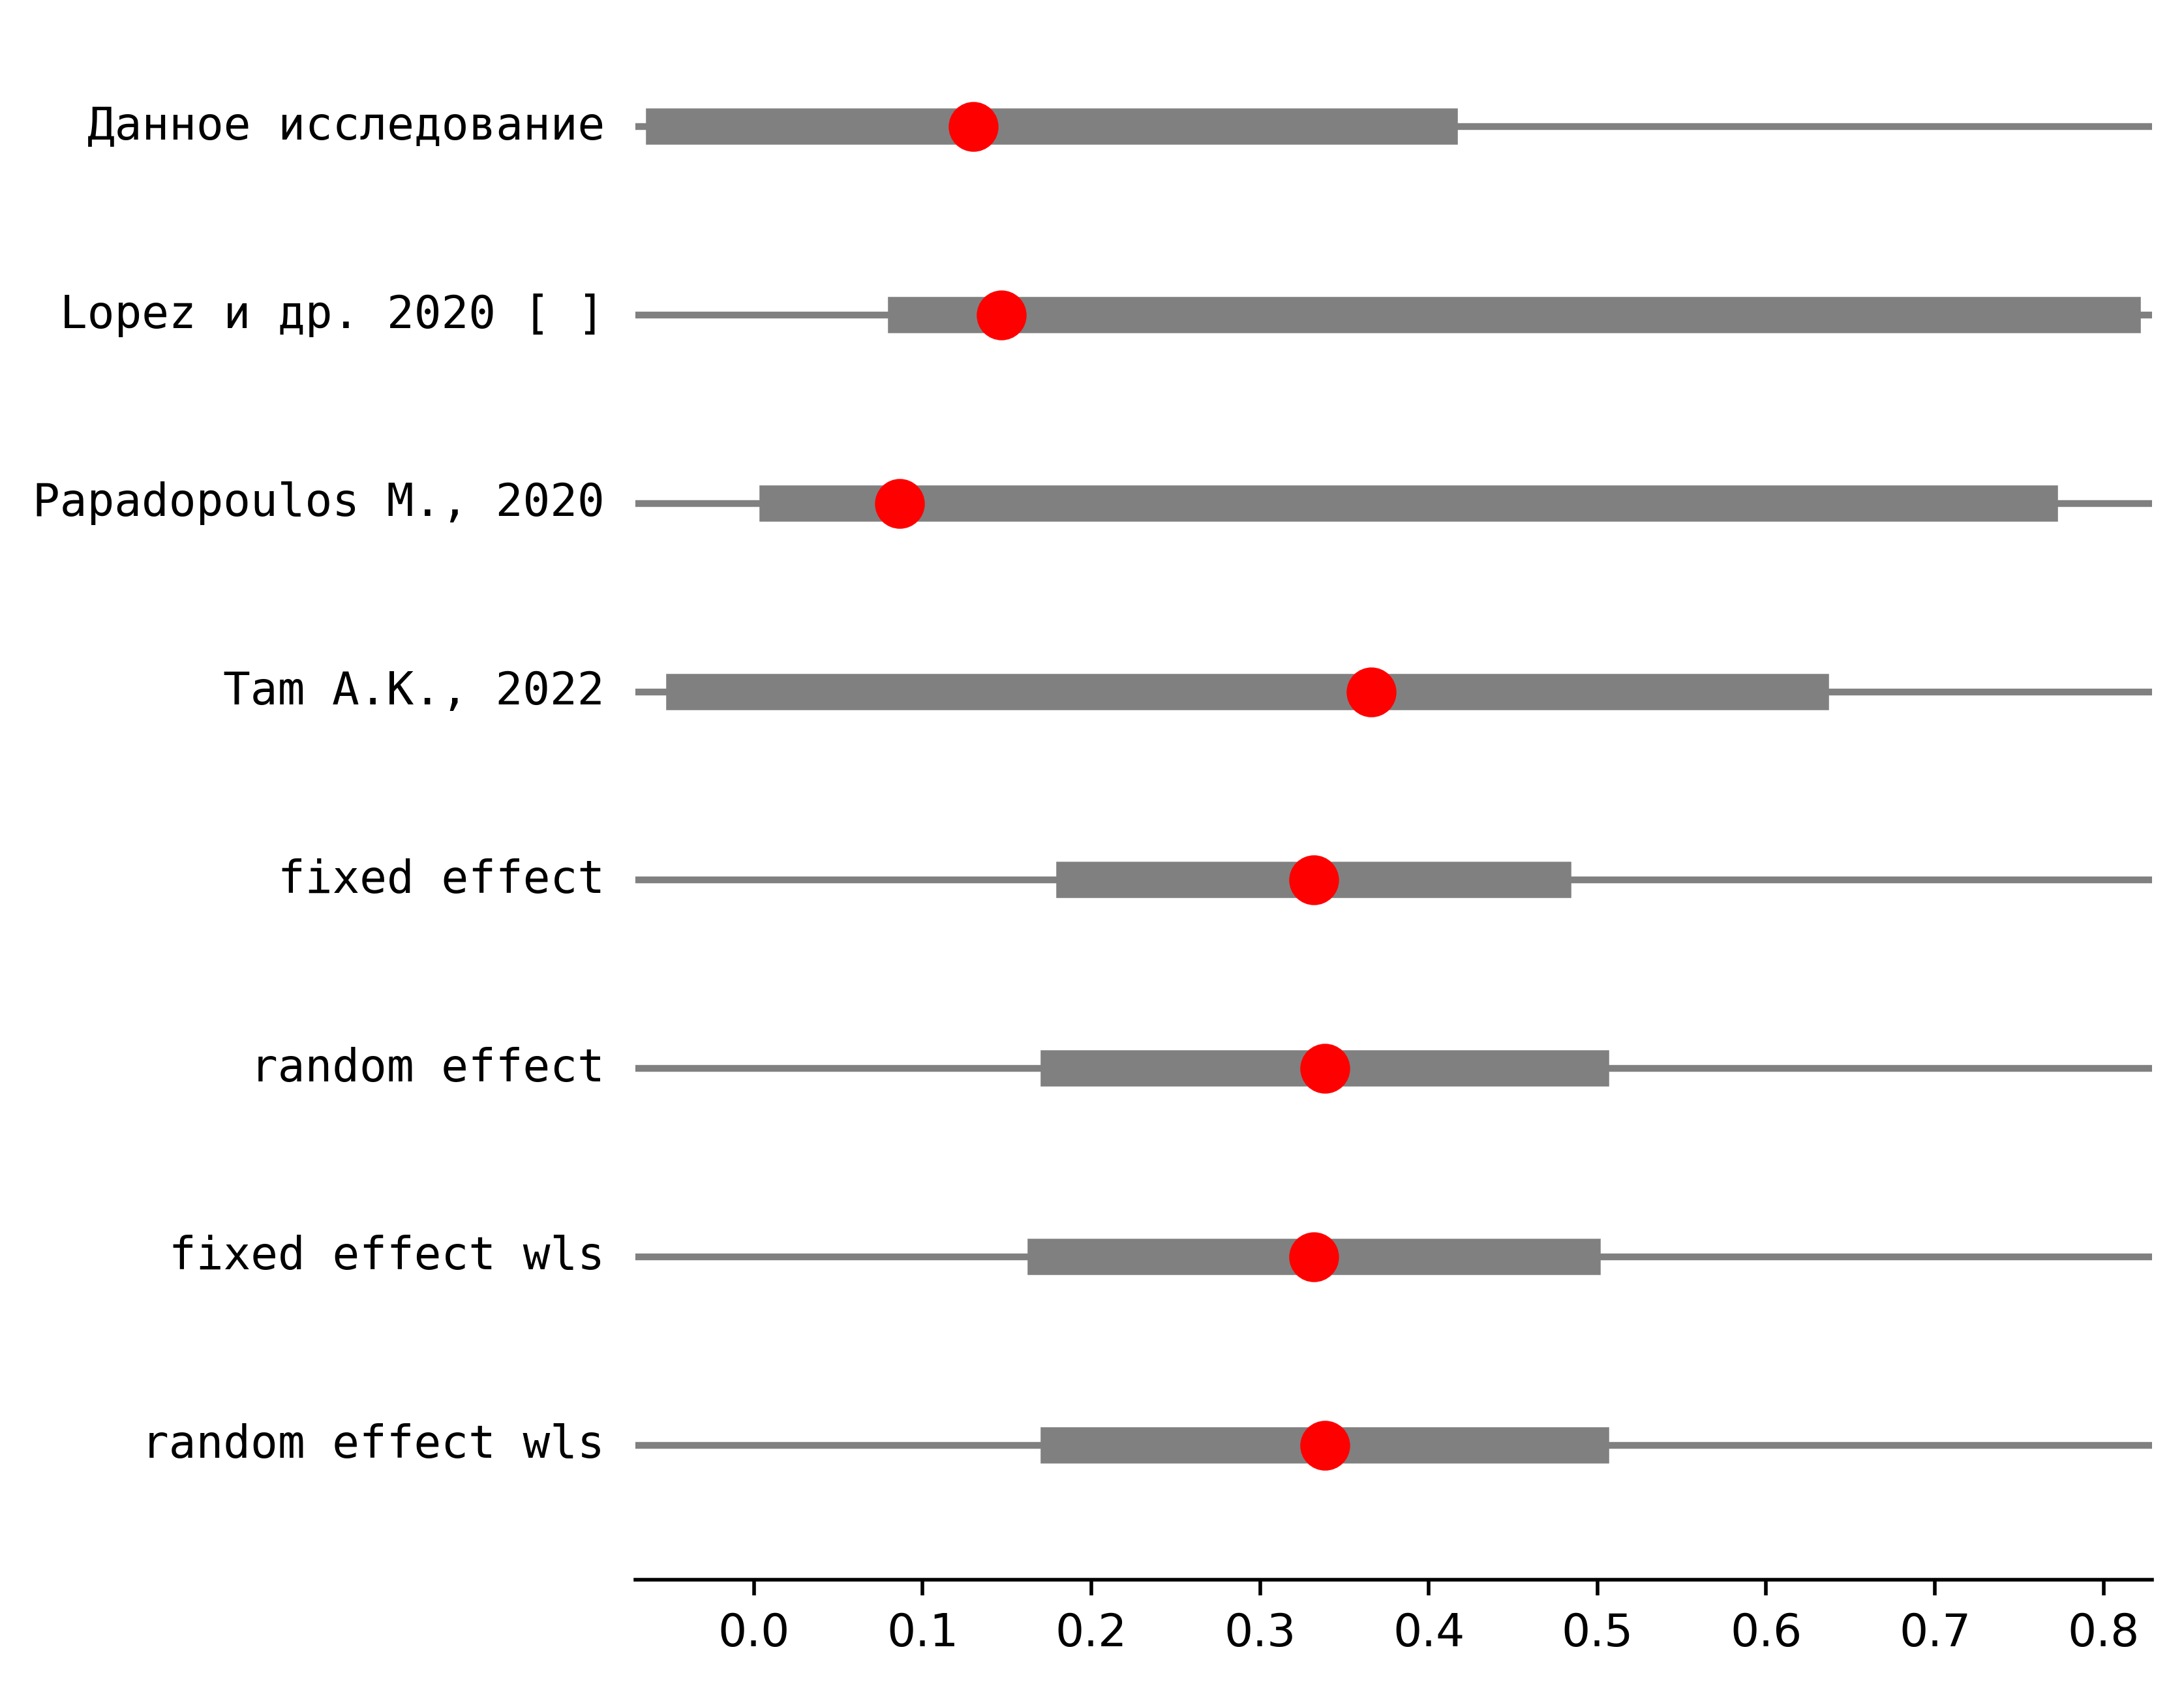 Данное исследование
Lopez и др. 2020 [ ]
Papadopoulos M., 2020
Tam A.K., 2022
fixed effect
random effect
fixed effect wls
random effect wls
0.0 0.1 0.2 0.3 0.4 0.5 0.6 0.7 0.8